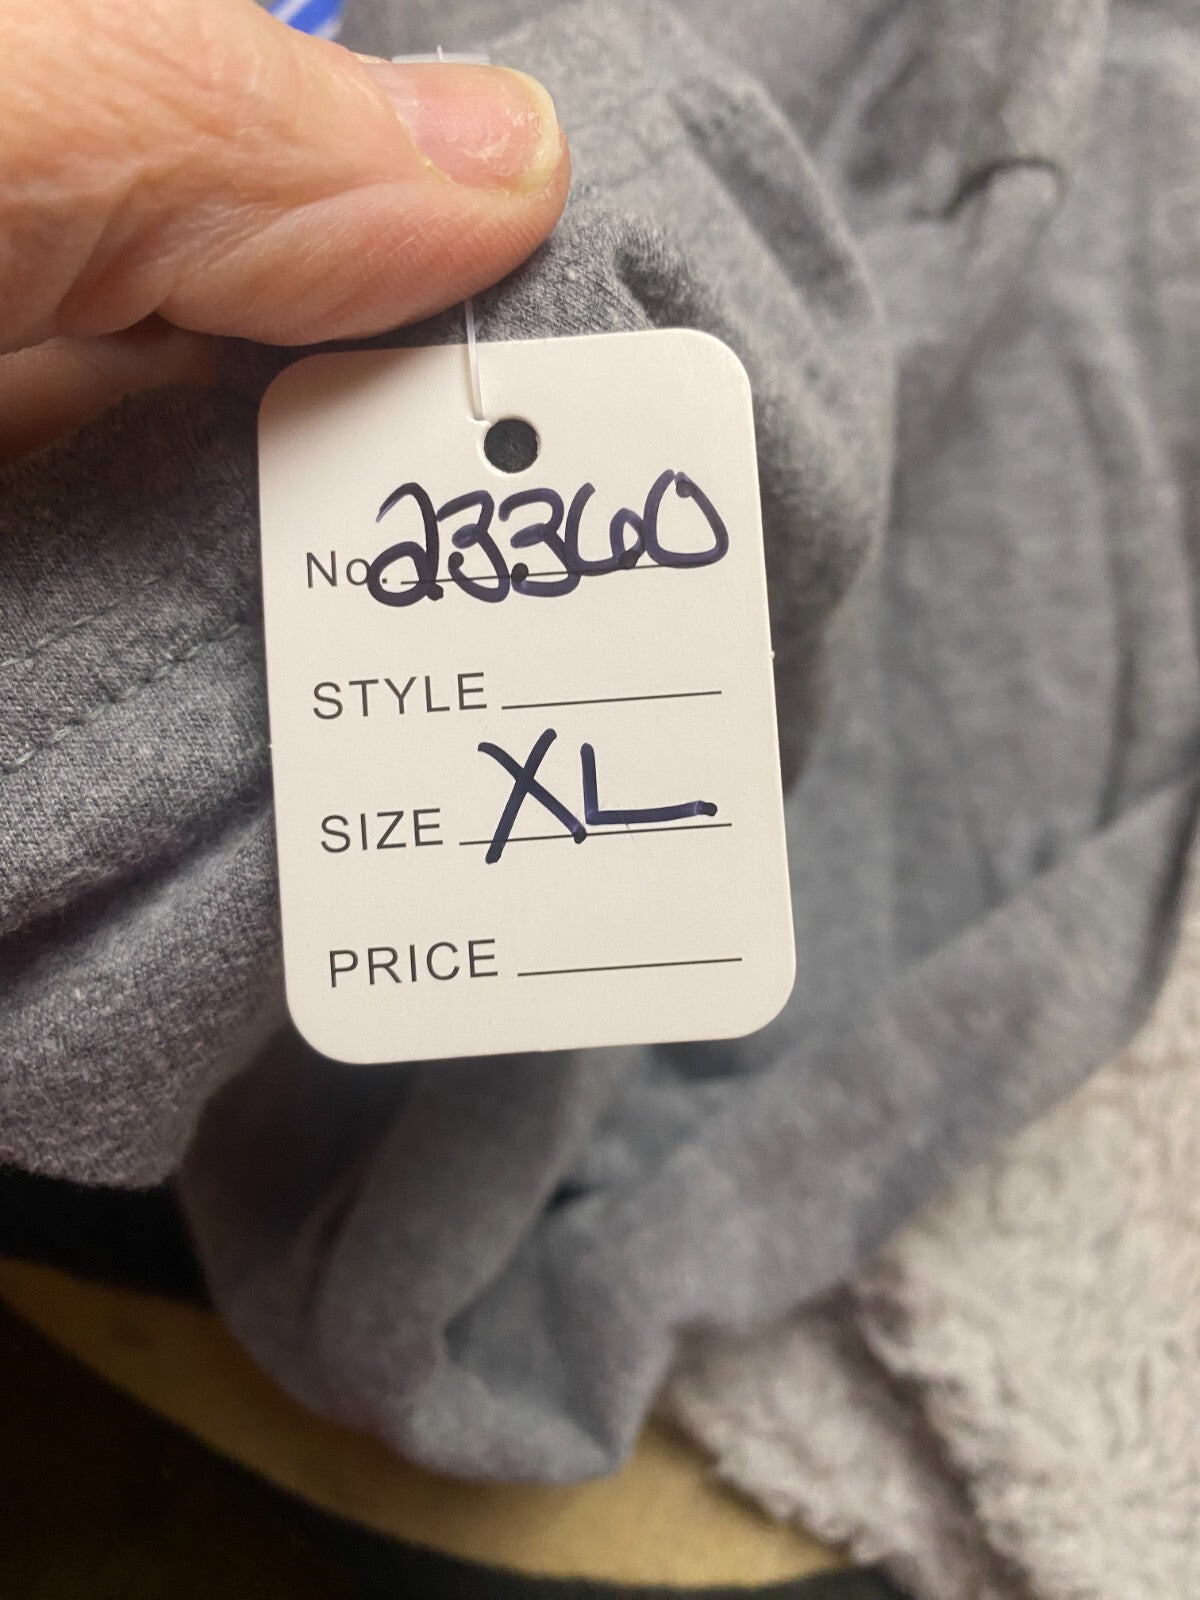 No. 23360
STYLE
SIZE XL
PRICE